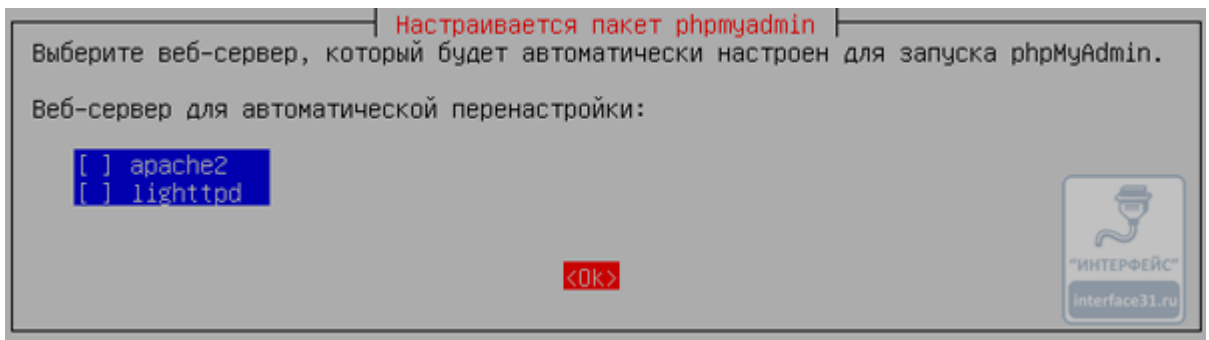 Настраивается пакет phpmyadmin
Выберите веб-сервер, который будет автоматически настроен для запуска phpMyAdmin.
Веб-сервер для автоматической перенастройки:
[ ] apache2
[ ] lighttpd
<Ok>
"ИНТЕРФЕЙС"
interface31.ru